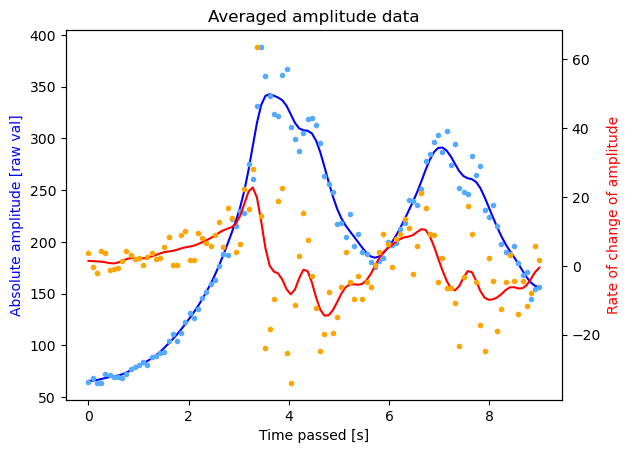 Averaged amplitude data
Absolute amplitude [raw val]
400
350
300
250
200
150
100
50
60
40
20
0
−20
Rate of change of amplitude
0 2 4 6 8
Time passed [s]